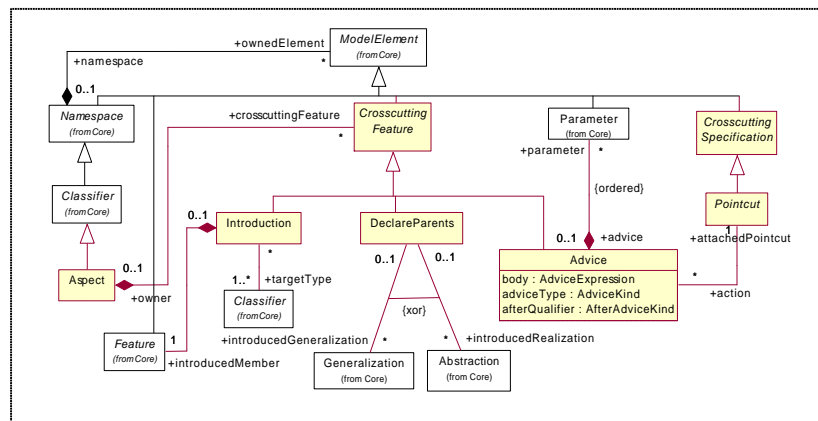 +ownedElement
ModelElement
(fromCore)
+namespace
*
0..1
Namespace
(fromCore)
+crosscuttingFeature
*
Crosscutting
Feature
Parameter
(from Core)
+parameter
*
Crosscutting
Specification
{ordered}
Classifier
(fromCore)
0..1
Introduction
DeclareParents
Pointcut
1
+attachedPointcut
0..1
+advice
*
0..1
0..1
Aspect
0..1
+owner
1..*
+targetType
Classifier
(fromCore)
Advice
body : AdviceExpression
adviceType : AdviceKind
afterQualifier : AfterAdviceKind
*
+action
{xor}
Feature
(fromCore)
1
+introducedMember
+introducedGeneralization
*
*
+introducedRealization
Generalization
(from Core)
Abstraction
(from Core)